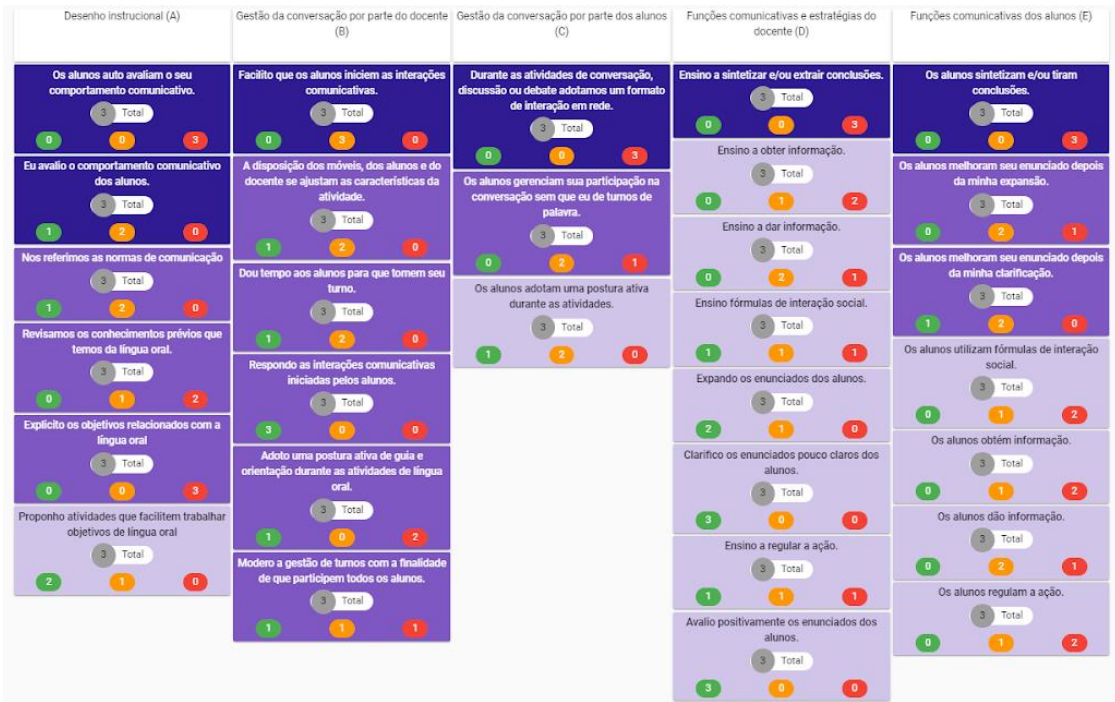 Desenho instrucional (A)
Os alunos auto avaliam o seu
comportamento comunicativo.
3 Total
0 0 3
Eu avalio o comportamento comunicativo
dos alunos.
3 Total
1 2 0
Nos referimos as normas de comunicação
3 Total
1 2 0
Revisamos os conhecimentos prévios que
temos da língua oral.
3 Total
0 1 2
Explicito os objetivos relacionados com a
língua oral
3 Total
0 0 3
Proponho atividades que facilitem trabalhar
objetivos de língua oral
3 Total
2 1 0
Gestão da conversação por parte do docente
(B)
Facilito que os alunos iniciem as interações
comunicativas.
3 Total
0 3 0
A disposição dos móveis, dos alunos e do
docente se ajustam as características da
atividade.
3 Total
1 2 0
Dou tempo aos alunos para que tomem seu
turno.
3 Total
1 2 0
Respondo as interações comunicativas
iniciadas pelos alunos.
3 Total
3 0 0
Adoto uma postura ativa de guia e
orientação durante as atividades de língua
oral.
3 Total
1 0 2
Modero a gestão de turnos com a finalidade
de que participem todos os alunos.
3 Total
1 1 1
Gestão da conversação por parte dos alunos
(C)
Durante as atividades de conversação,
discussão ou debate adotamos um formato
de interação em rede.
3 Total
0 0 3
Os alunos gerenciam sua participação na
conversação sem que eu de turnos de
palavra.
3 Total
0 2 1
Os alunos adotam uma postura ativa
durante as atividades.
3 Total
1 2 0
Funções comunicativas e estratégias do
docente (D)
Ensino a sintetizar e/ou extrair conclusões.
3 Total
0 0 3
Ensino a obter informação.
3 Total
0 1 2
Ensino a dar informação.
3 Total
0 2 1
Ensino fórmulas de interação social.
3 Total
1 1 1
Expando os enunciados dos alunos.
3 Total
2 1 0
Clarifico os enunciados pouco claros dos
alunos.
3 Total
3 0 0
Ensino a regular a ação.
3 Total
1 1 1
Avalio positivamente os enunciados dos
alunos.
3 Total
3 0 0
Funções comunicativas dos alunos (E)
Os alunos sintetizam e/ou tiram
conclusões.
3 Total
0 0 3
Os alunos melhoram seu enunciado depois
da minha expansão.
3 Total
0 2 1
Os alunos melhoram seu enunciado depois
da minha clarificação.
3 Total
1 2 0
Os alunos utilizam fórmulas de interação
social.
3 Total
0 1 2
Os alunos obtém informação.
3 Total
0 1 2
Os alunos dão informação.
3 Total
0 2 1
Os alunos regulam a ação.
3 Total
0 1 2